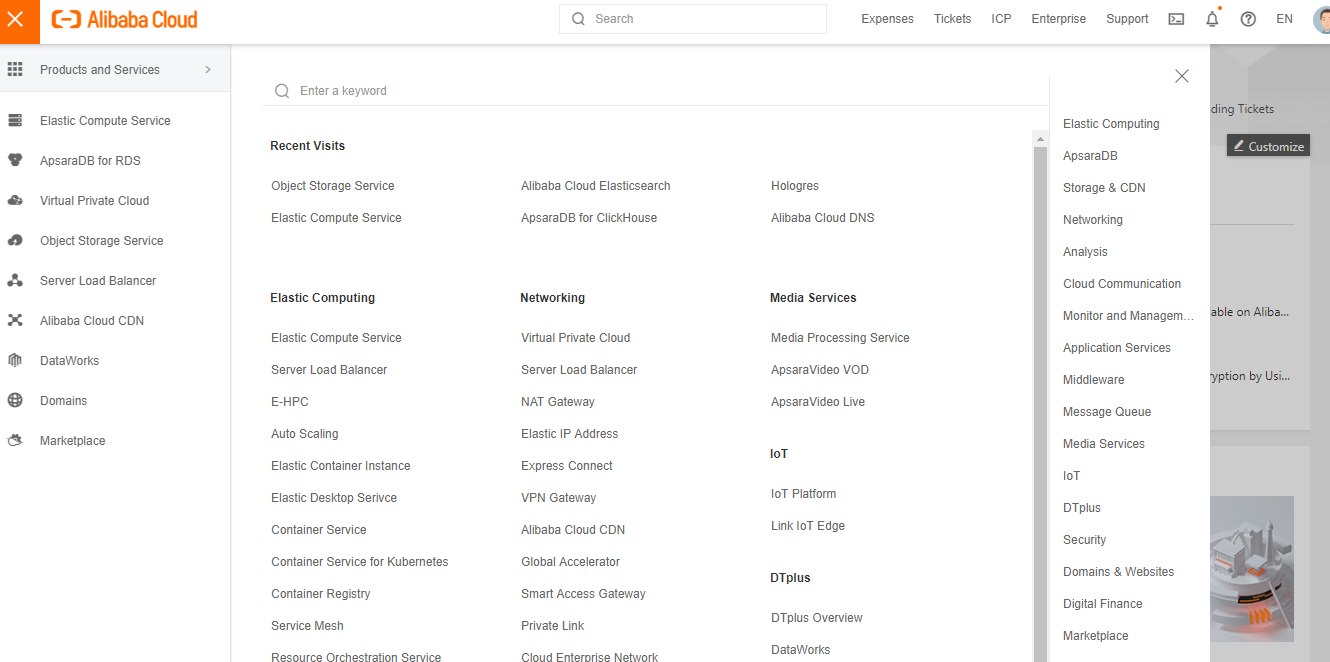 Alibaba Cloud
Search
Expenses Tickets ICP Enterprise Support EN
Products and Services
Elastic Compute Service
ApsaraDB for RDS
Virtual Private Cloud
Object Storage Service
Server Load Balancer
Alibaba Cloud CDN
DataWorks
Domains
Marketplace
Enter a keyword
Recent Visits
Object Storage Service
Alibaba Cloud Elasticsearch
Hologres
Elastic Compute Service
ApsaraDB for ClickHouse
Alibaba Cloud DNS
Elastic Computing
Elastic Compute Service
Server Load Balancer
E-HPC
Auto Scaling
Elastic Container Instance
Elastic Desktop Serivce
Container Service
Container Service for Kubernetes
Container Registry
Service Mesh
Resource Orchestration Service
Networking
Virtual Private Cloud
Server Load Balancer
NAT Gateway
Elastic IP Address
Express Connect
VPN Gateway
Alibaba Cloud CDN
Global Accelerator
Smart Access Gateway
Private Link
Cloud Enterprise Network
Media Services
Media Processing Service
ApsaraVideo VOD
ApsaraVideo Live
IoT
IoT Platform
Link IoT Edge
DTplus
DTplus Overview
DataWorks
Elastic Computing
ApsaraDB
Storage & CDN
Networking
Analysis
Cloud Communication
Monitor and Managem...
Application Services
Middleware
Message Queue
Media Services
IoT
DTplus
Security
Domains & Websites
Digital Finance
Marketplace
ding Tickets
Customize
able on Aliba...
ryption by Usi...